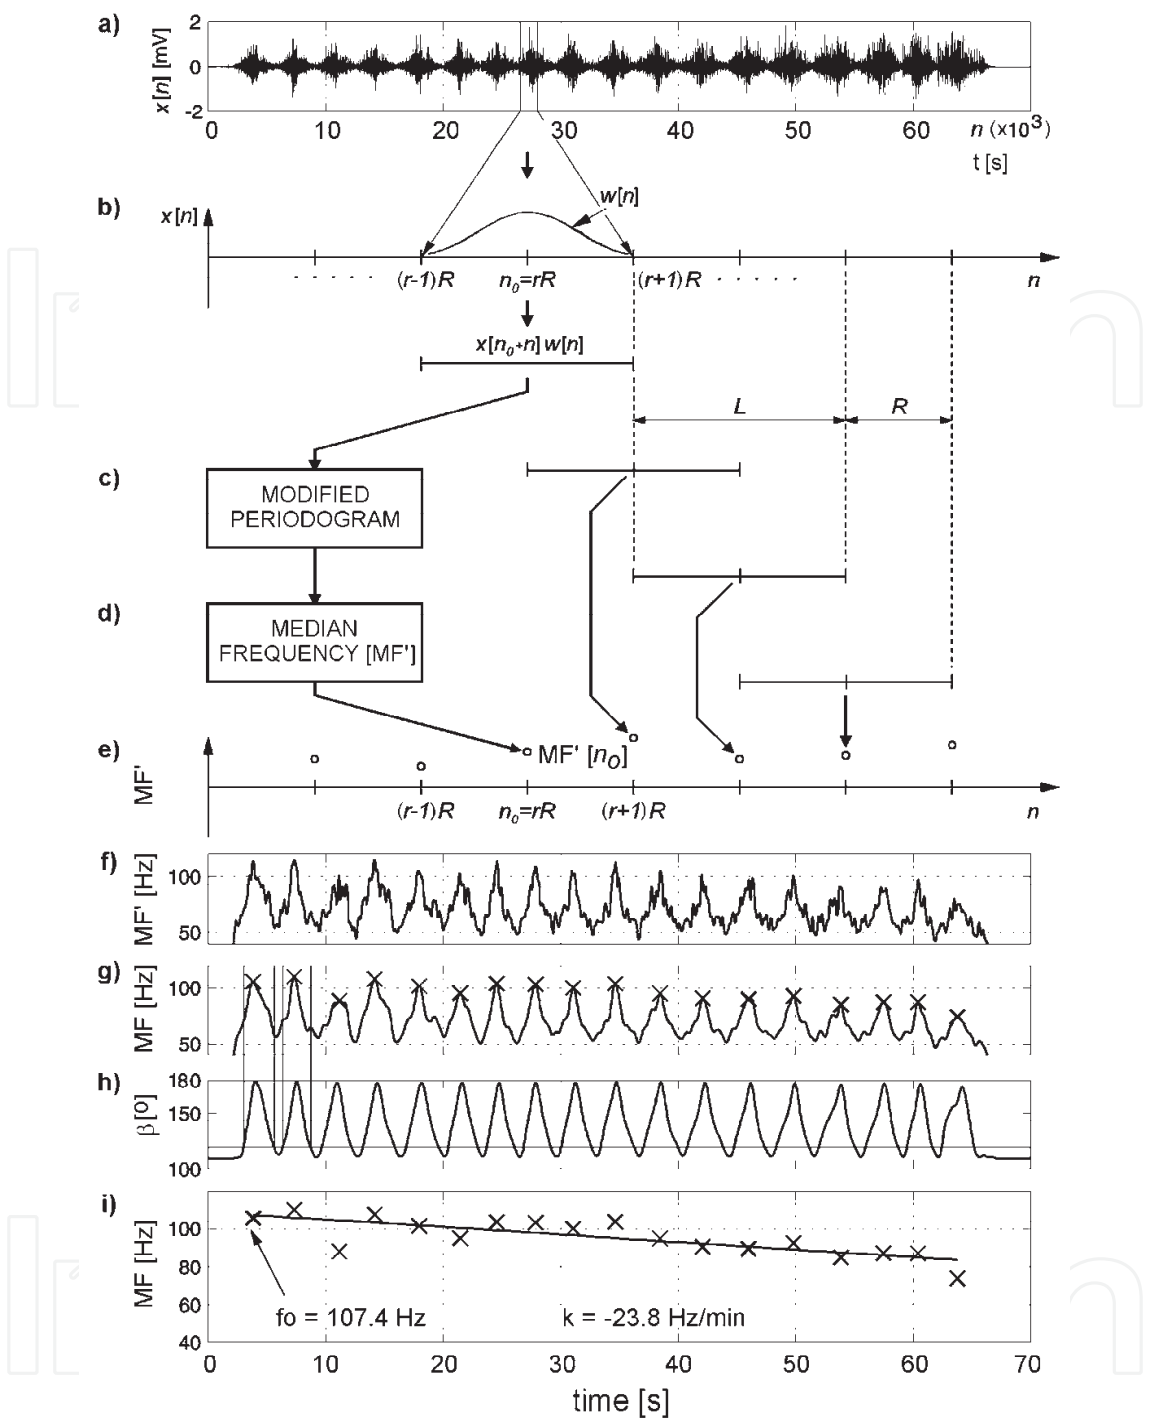 a)
x[n] [mV]
2
0
-2
0 10 20 30 40 50 60 n (×10³)
t [s]
b)
x[n]
w[n]
(r-1)R n₀=rR (r+1)R n
x[n₀+n] w[n]
L R
c)
MODIFIED
PERIODOGRAM
d)
MEDIAN
FREQUENCY [MF']
e)
MF'
MF' [n₀]
(r-1)R n₀=rR (r+1)R n
f)
MF' [Hz]
100
50
g)
MF [Hz]
100
50
h)
β[o]
180
150
100
i)
MF [Hz]
100
80
60
40
fo = 107.4 Hz k = -23.8 Hz/min
0 10 20 30 40 50 60 70
time [s]